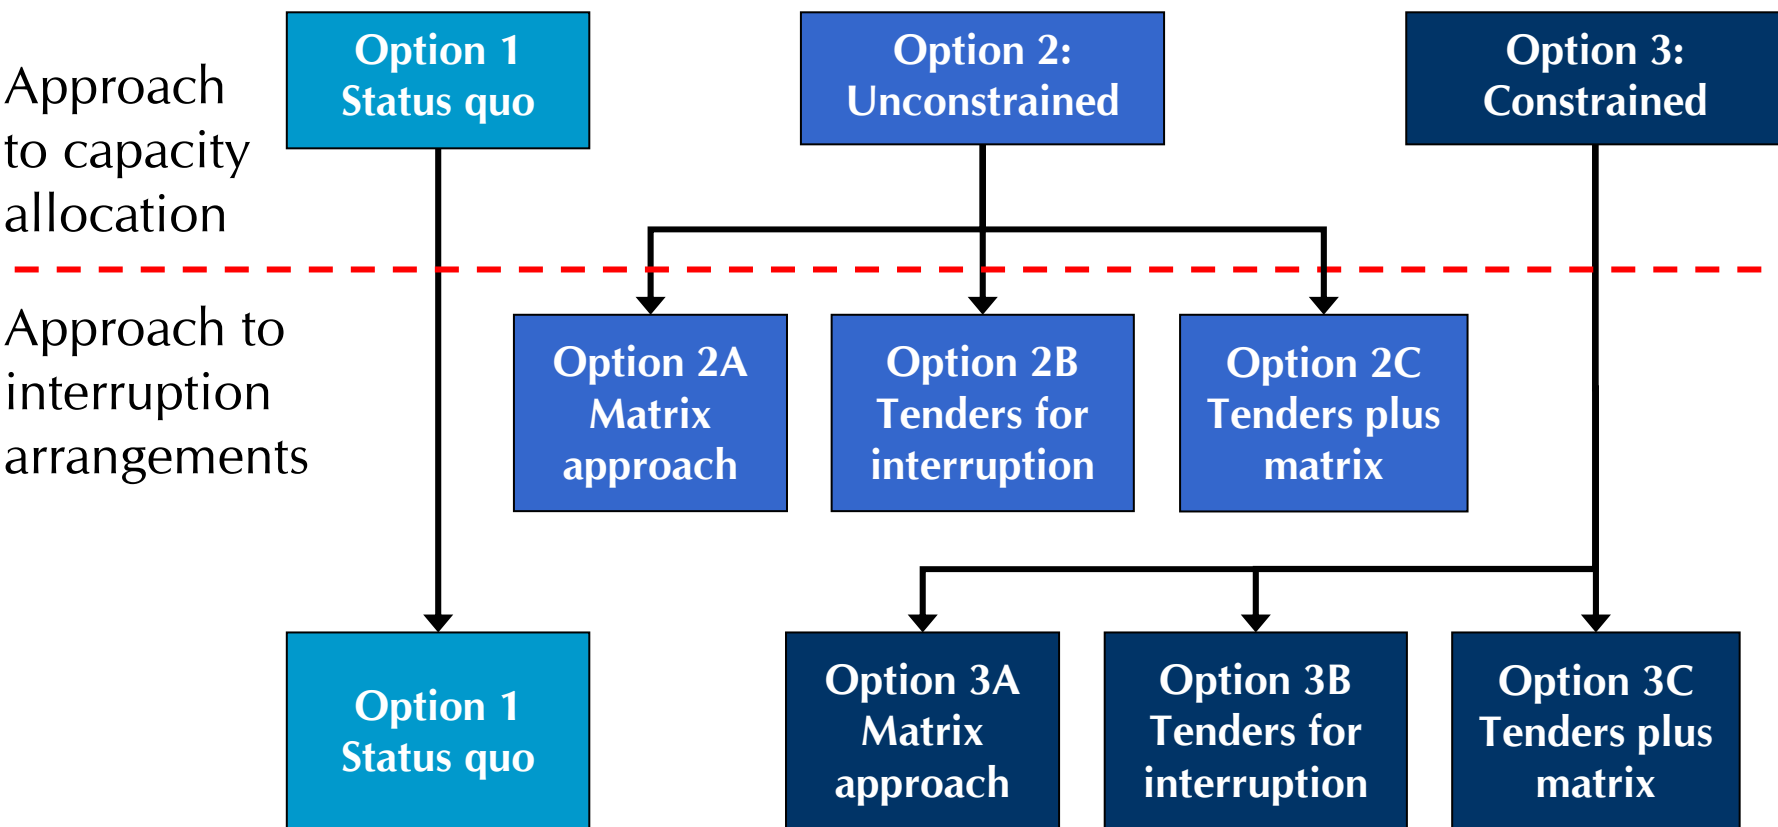 Approach
to capacity
allocation
Option 1
Status quo
Option 2:
Unconstrained
Option 3:
Constrained
Approach to
interruption
arrangements
Option 2A
Matrix
approach
Option 2B
Tenders for
interruption
Option 2C
Tenders plus
matrix
Option 1
Status quo
Option 3A
Matrix
approach
Option 3B
Tenders for
interruption
Option 3C
Tenders plus
matrix